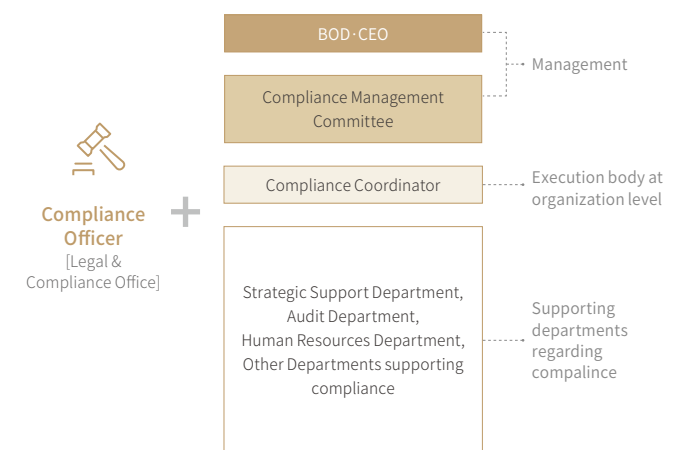 BOD·CEO
Management
Compliance Management
Committee
Compliance Coordinator
Execution body at
organization level
Compliance
Officer
[Legal &
Compliance Office]
+
Strategic Support Department,
Audit Department,
Human Resources Department,
Other Departments supporting
compliance
Supporting
departments
regarding
compalince